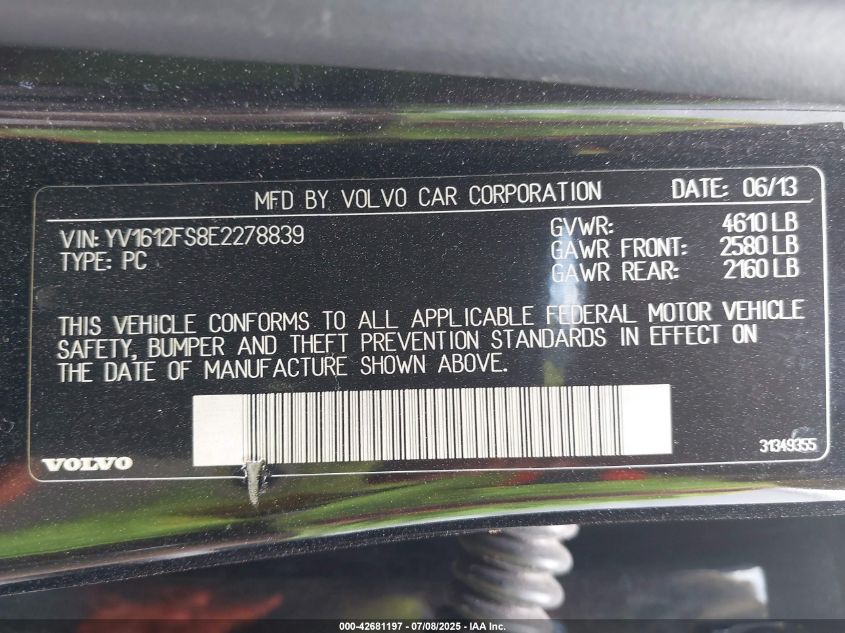 MFD BY VOLVO CAR CORPORATION DATE: 06/13
VIN: YV1612FS8E2278839 GVWR: 4610 LB
TYPE: PC GAWR FRONT: 2580 LB
GAWR REAR: 2160 LB
THIS VEHICLE CONFORMS TO ALL APPLICABLE FEDERAL MOTOR VEHICLE
SAFETY, BUMPER AND THEFT PREVENTION STANDARDS IN EFFECT ON
THE DATE OF MANUFACTURE SHOWN ABOVE.
31349355
VOLVO
000-42681197 - 07/08/2025 - IAA Inc.